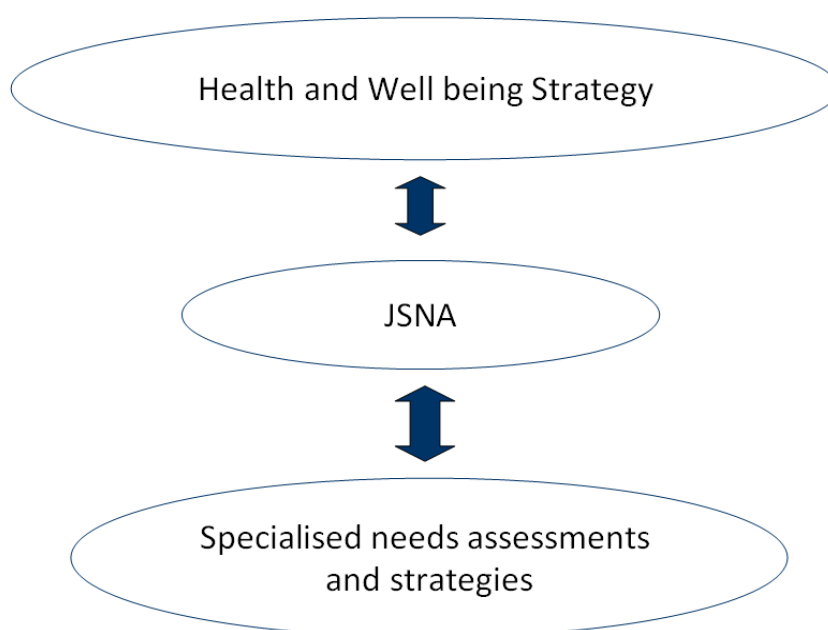 Health and Well being Strategy
JSNA
Specialised needs assessments
and strategies